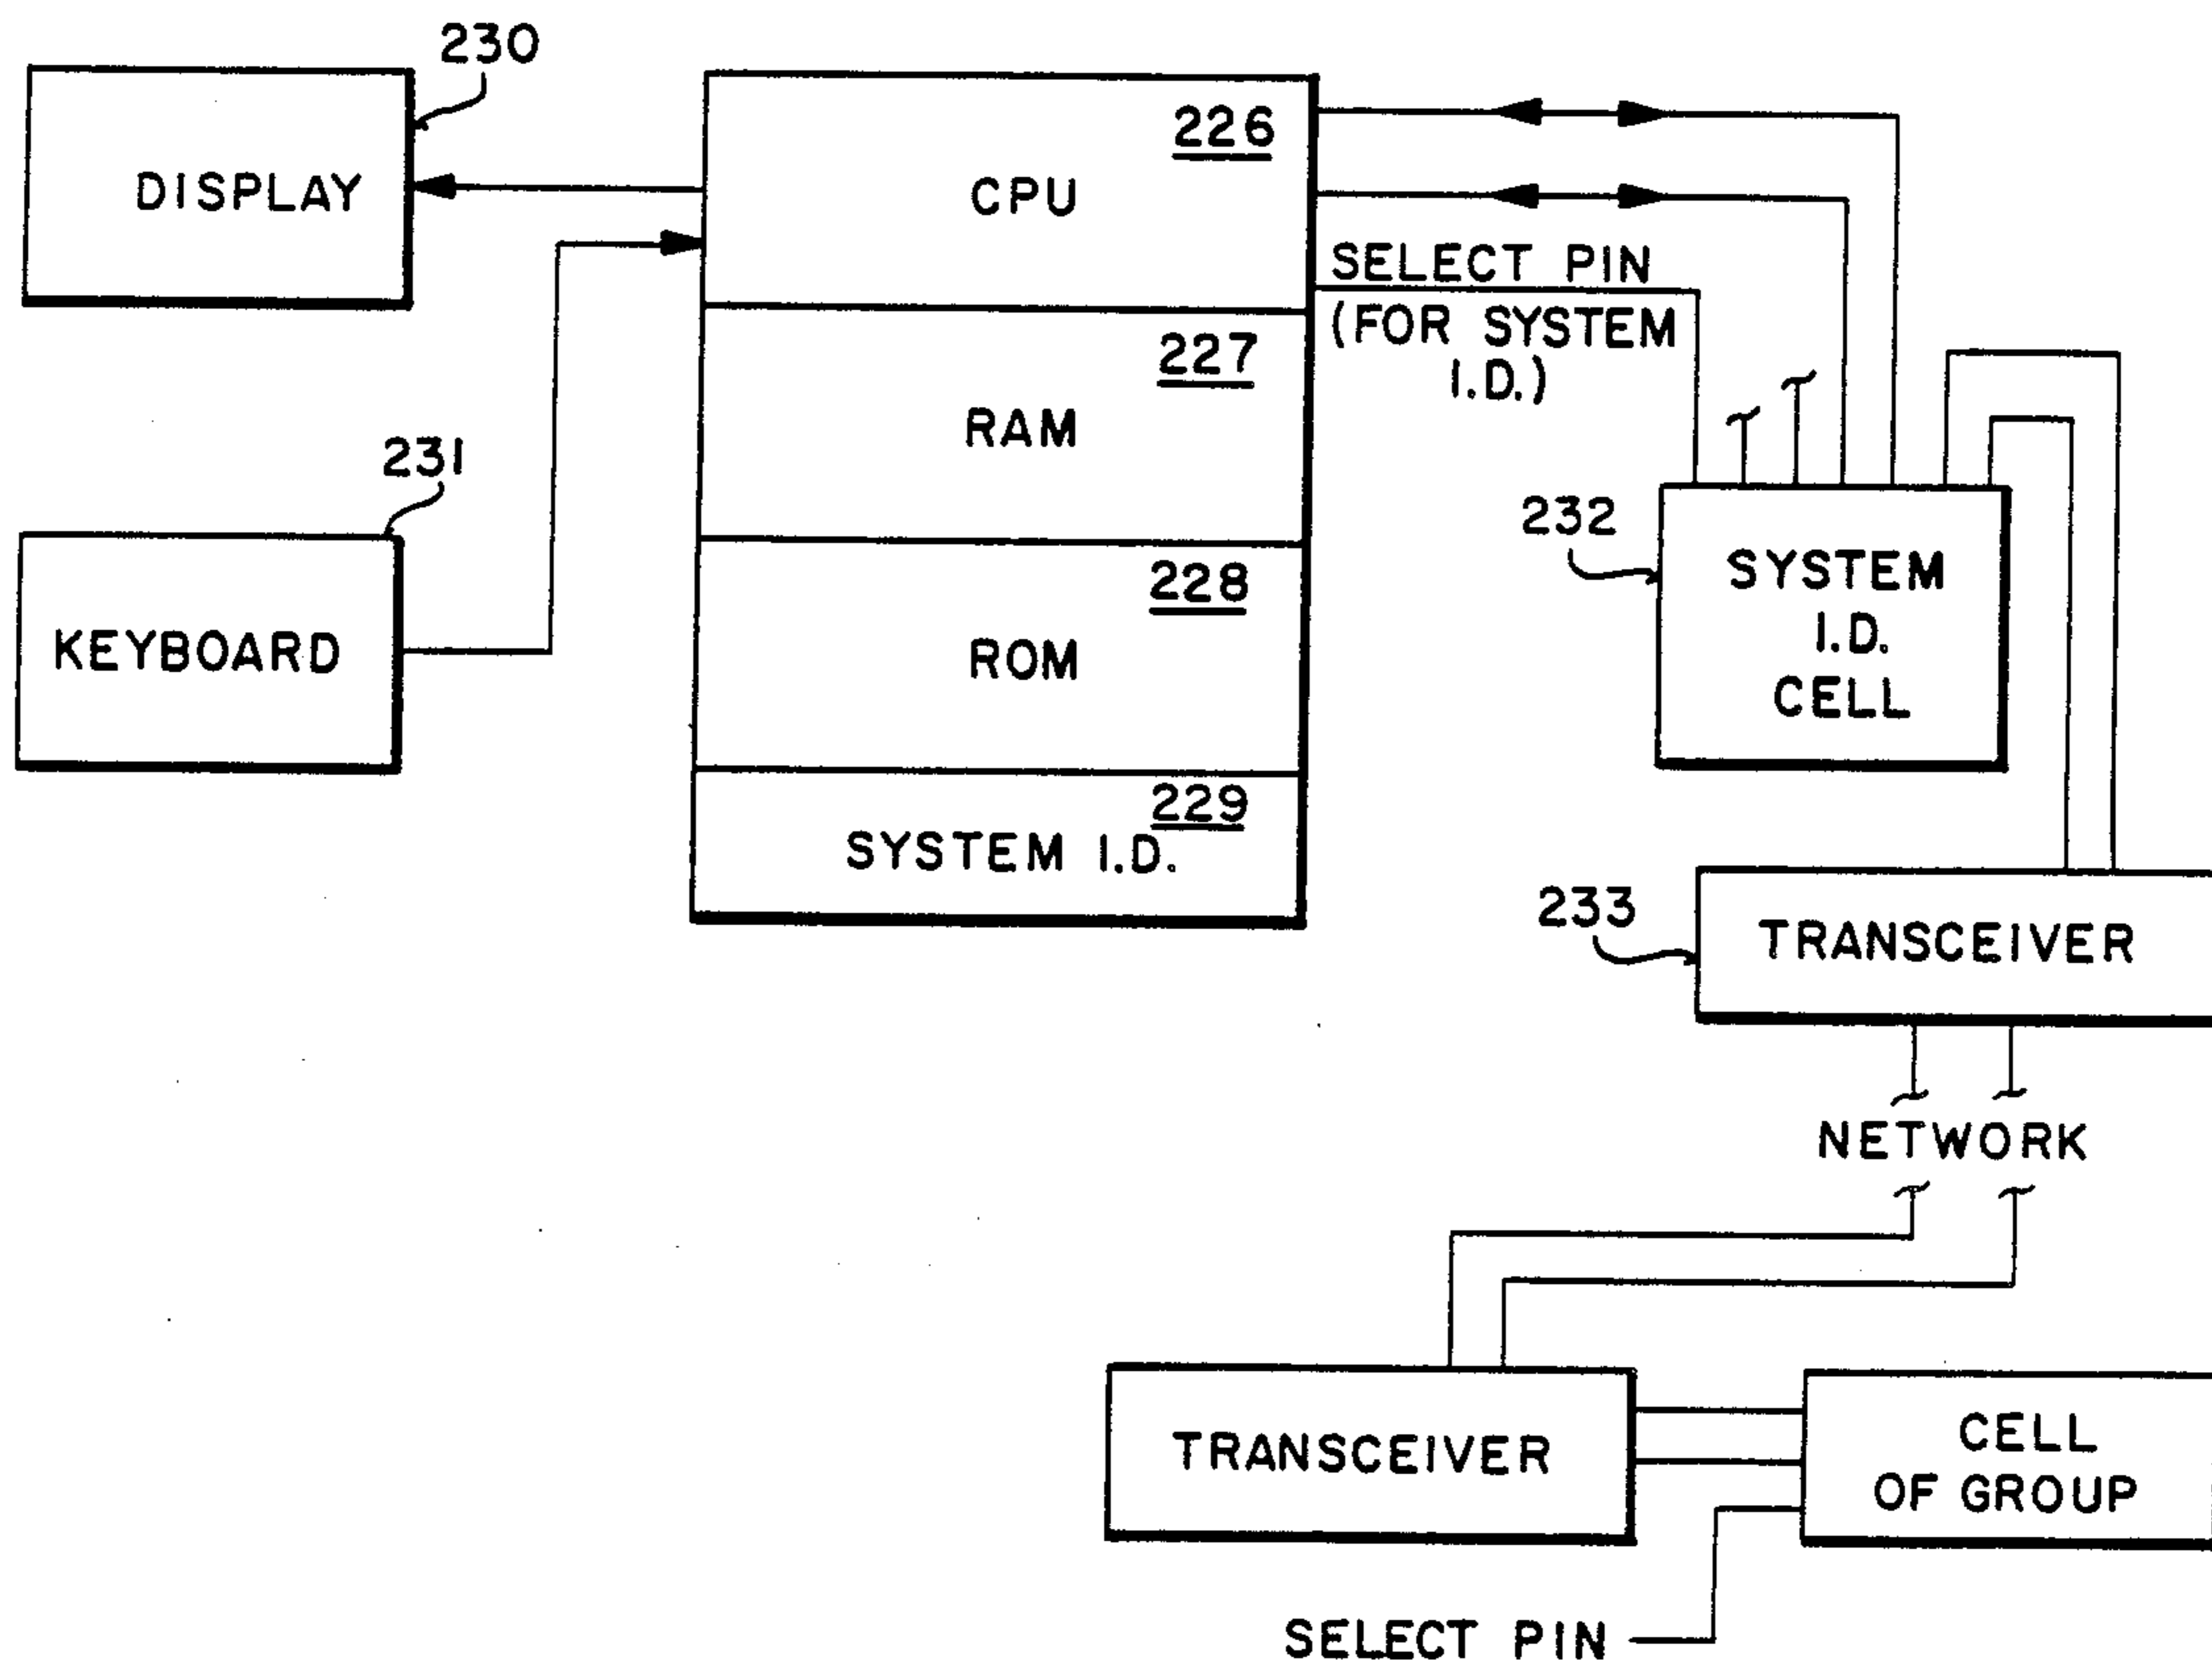 230
DISPLAY
226
CPU
SELECT PIN
(FOR SYSTEM
I.D.)
227
RAM
231
KEYBOARD
228
ROM
232
SYSTEM
I.D.
CELL
229
SYSTEM I.D.
233
TRANSCEIVER
NETWORK
TRANSCEIVER
CELL
OF GROUP
SELECT PIN